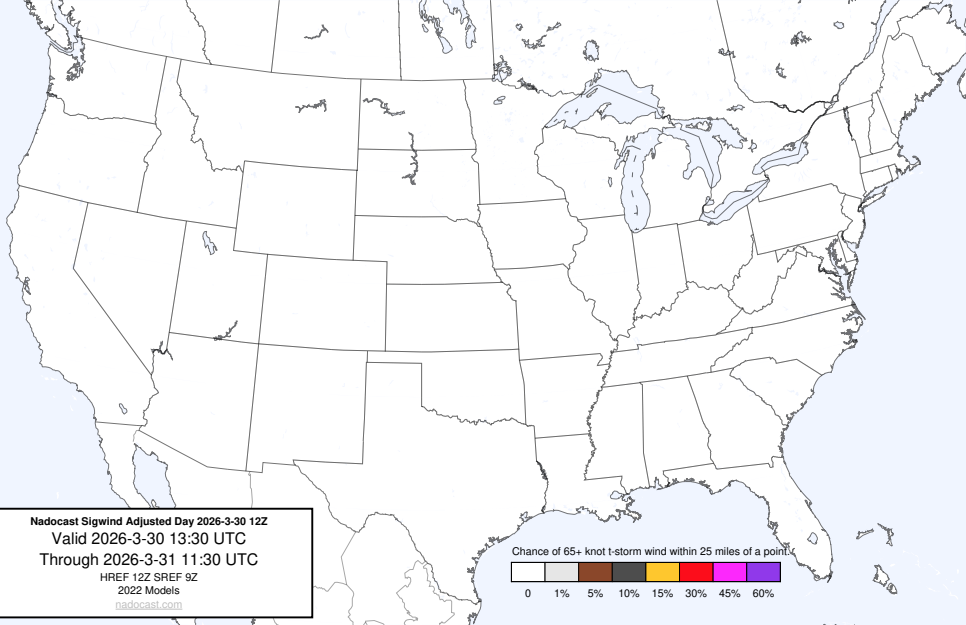 Nadocast Sigwind Adjusted Day 2026-3-30 12Z
Valid 2026-3-30 13:30 UTC
Through 2026-3-31 11:30 UTC
HREF 12Z SREF 9Z
2022 Models
nadocast.com
Chance of 65+ knot t-storm wind within 25 miles of a point.
0 1% 5% 10% 15% 30% 45% 60%